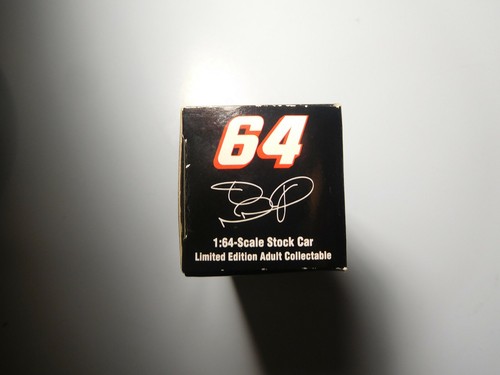 64
1:64-Scale Stock Car
Limited Edition Adult Collectable